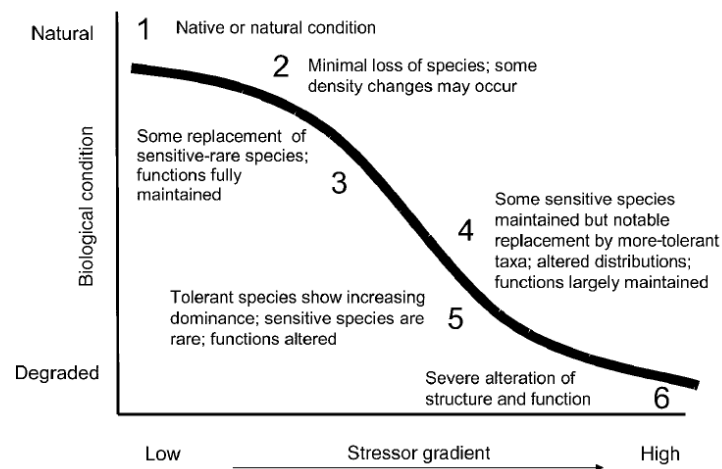 Natural
1
Native or natural condition
2
Minimal loss of species; some
density changes may occur
Some replacement of
sensitive-rare species;
functions fully
maintained
3
Biological condition
4
Some sensitive species
maintained but notable
replacement by more-tolerant
taxa; altered distributions;
functions largely maintained
Tolerant species show increasing
dominance; sensitive species are
rare; functions altered
5
Degraded
Severe alteration of
structure and function
6
Low
Stressor gradient
High